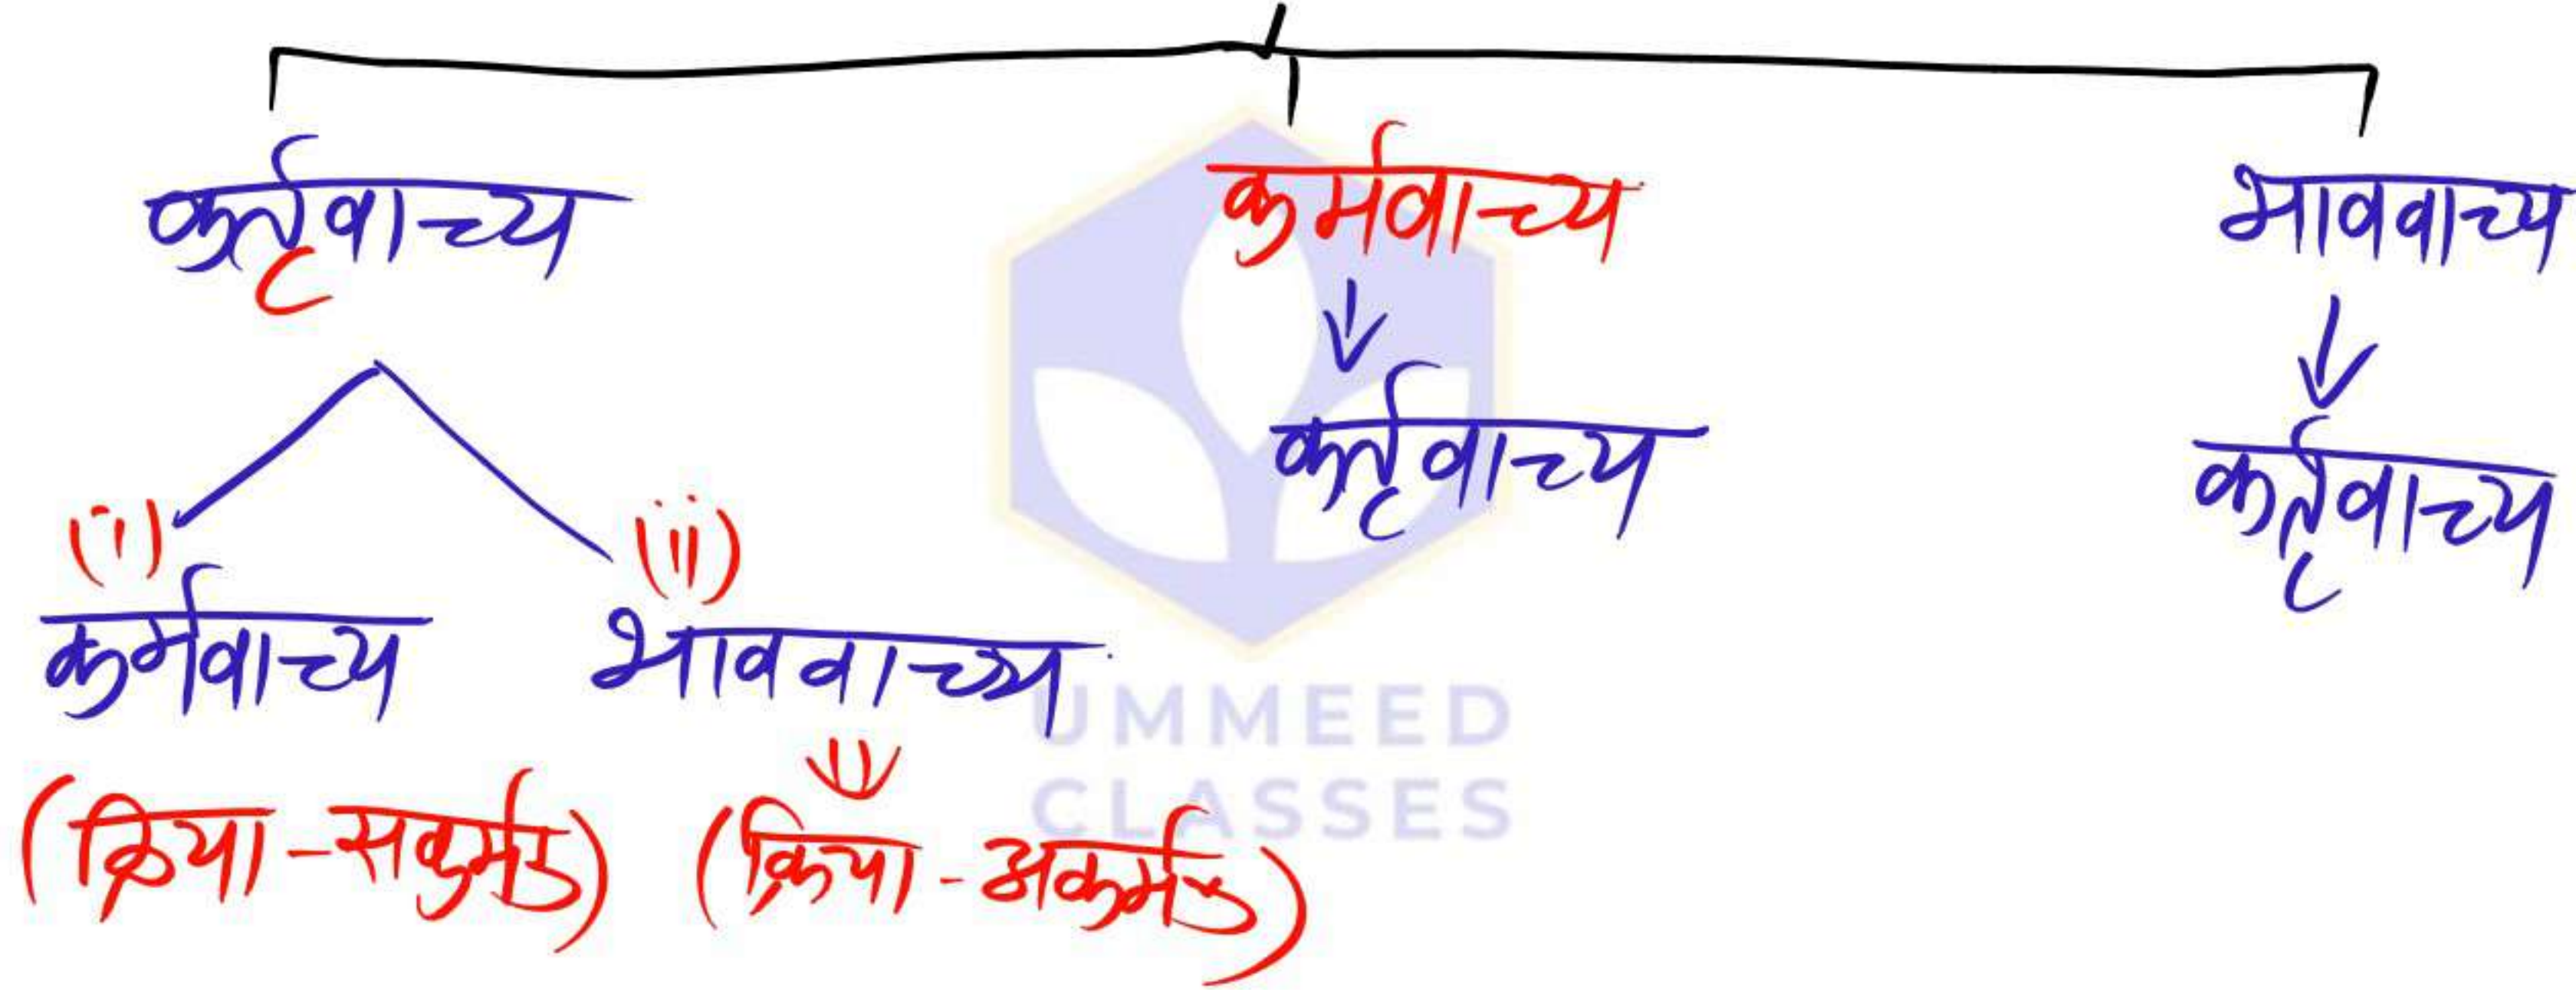 कर्तृवाच्य कर्मवाच्य भाववाच्य
कर्तृवाच्य कर्तृवाच्य
(i) (ii)
कर्मवाच्य भाववाच्य
UMMEED
CLASSES
(क्रिया-सकर्मक) (क्रिया-अकर्मक)